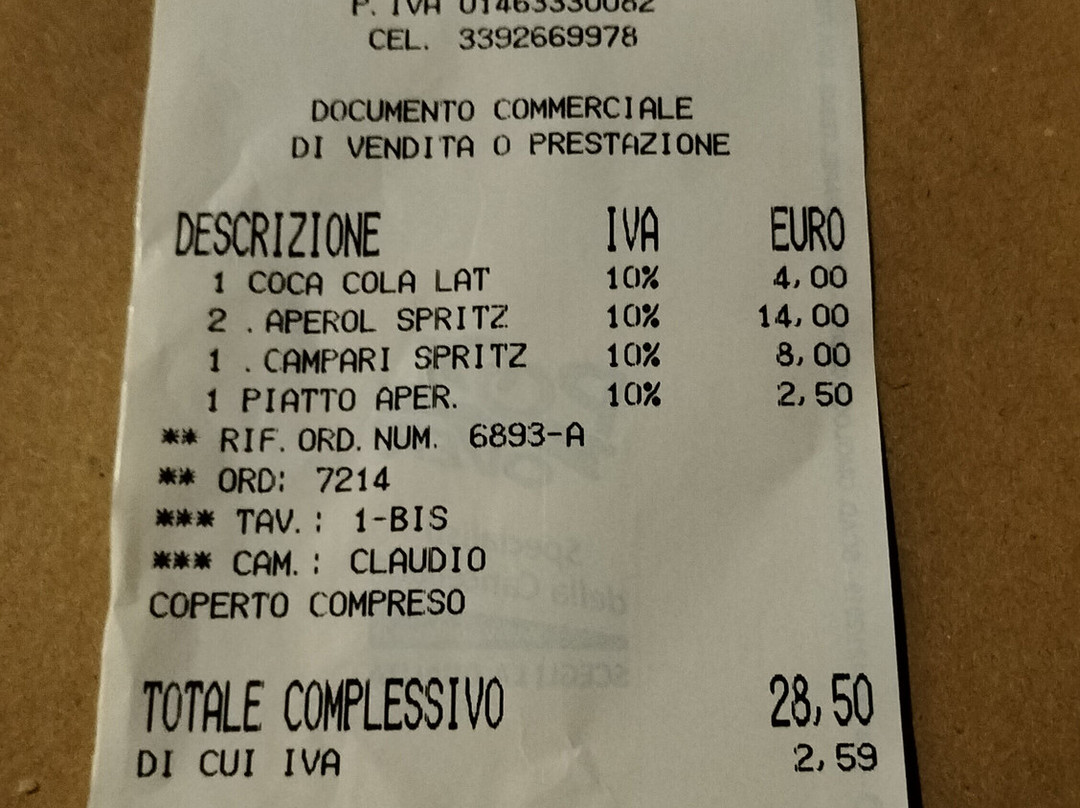 P. IVA 01463330082
CEL. 3392669978
DOCUMENTO COMMERCIALE
DI VENDITA O PRESTAZIONE
DESCRIZIONE IVA EURO
1 COCA COLA LAT 10% 4,00
2 .APEROL SPRITZ 10% 14,00
1 .CAMPARI SPRITZ 10% 8,00
1 PIATTO APER. 10% 2,50
** RIF.ORD.NUM. 6893-A
** ORD: 7214
*** TAV.: 1-BIS
*** CAM.: CLAUDIO
COPERTO COMPRESO
TOTALE COMPLESSIVO 28,50
DI CUI IVA 2,59